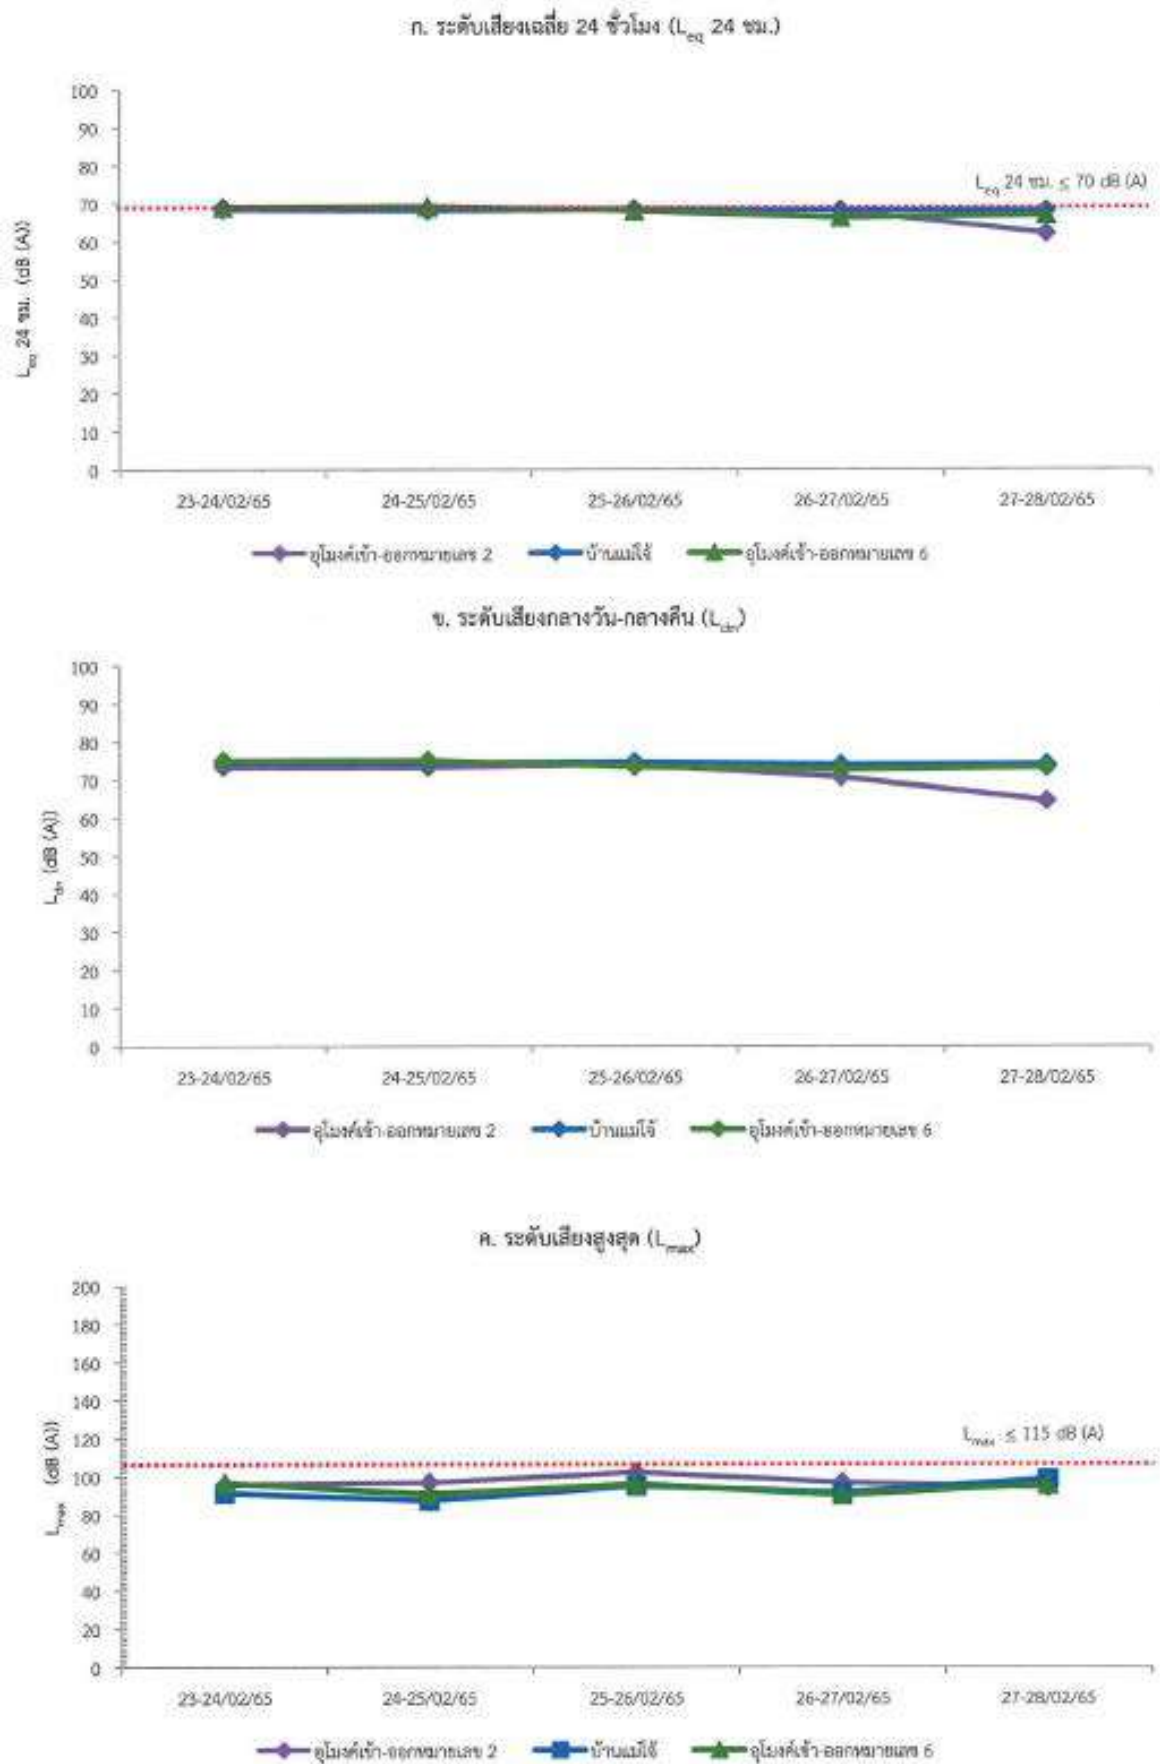 ก. ระดับเสียงเฉลี่ย 24 ชั่วโมง (Leq 24 ชม.)
100
90
80
70
60
50
40
30
20
10
0
Leq 24 ชม. (dB (A))
Leq 24 ชม. ≤ 70 dB (A)
23-24/02/65 24-25/02/65 25-26/02/65 26-27/02/65 27-28/02/65
อุโมงค์เข้า-ออกหมายเลข 2 บ้านแม่โจ้ อุโมงค์เข้า-ออกหมายเลข 6
ข. ระดับเสียงกลางวัน-กลางคืน (Ldn)
100
90
80
70
60
50
40
30
20
10
0
Ldn (dB (A))
23-24/02/65 24-25/02/65 25-26/02/65 26-27/02/65 27-28/02/65
อุโมงค์เข้า-ออกหมายเลข 2 บ้านแม่โจ้ อุโมงค์เข้า-ออกหมายเลข 6
ค. ระดับเสียงสูงสุด (Lmax)
200
180
160
140
120
100
80
60
40
20
0
Lmax (dB (A))
Lmax ≤ 115 dB (A)
23-24/02/65 24-25/02/65 25-26/02/65 26-27/02/65 27-28/02/65
อุโมงค์เข้า-ออกหมายเลข 2 บ้านแม่โจ้ อุโมงค์เข้า-ออกหมายเลข 6